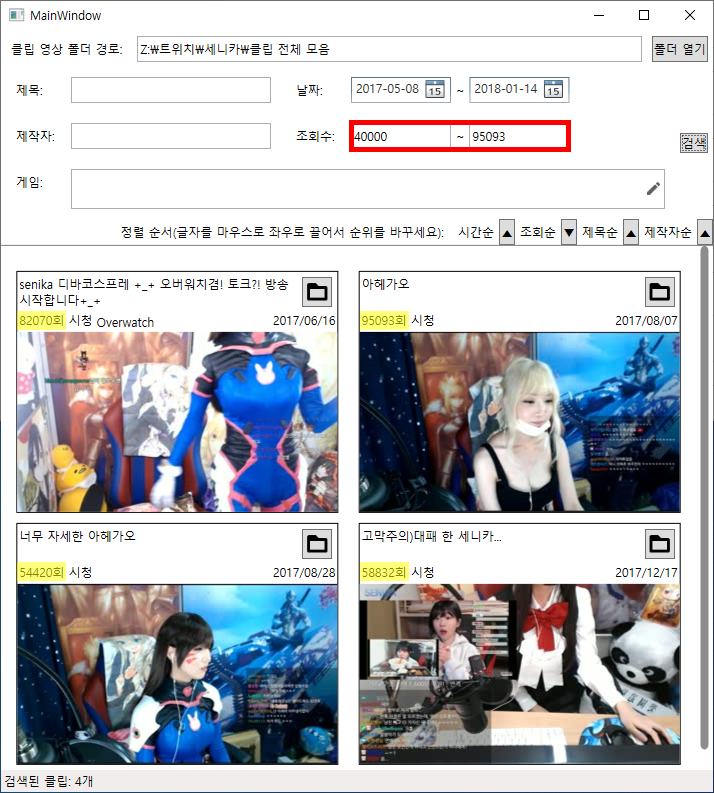 MainWindow
클립 영상 폴더 경로: Z:\트위치\세니카\클립 전체 모음 폴더 열기
제목: 날짜: 2017-05-08 15 ~ 2018-01-14 15
제작자: 조회수: 40000 ~ 95093 검색
게임:
정렬 순서(글자를 마우스로 좌우로 끌어서 순위를 바꾸세요): 시간순 ▲ 조회순 ▼ 제목순 ▲ 제작자순 ▲
senika 디바코스프레 +_+ 오버워치겸! 토크?! 방송
시작합니다+_+
82070회 시청 Overwatch 2017/06/16
아헤가오
95093회 시청 2017/08/07
너무 자세한 아헤가오
54420회 시청 2017/08/28
고막주의)대패 한 세니카...
58832회 시청 2017/12/17
검색된 클립: 4개